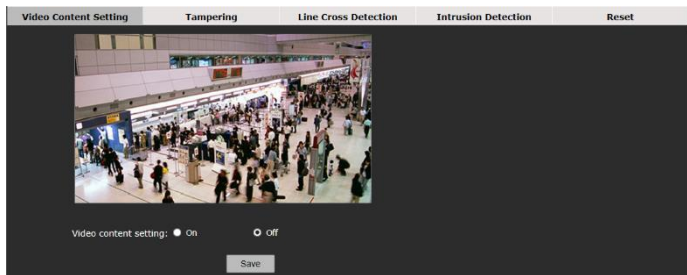 Video Content Setting Tampering Line Cross Detection Intrusion Detection Reset
Video content setting: On Off
Save